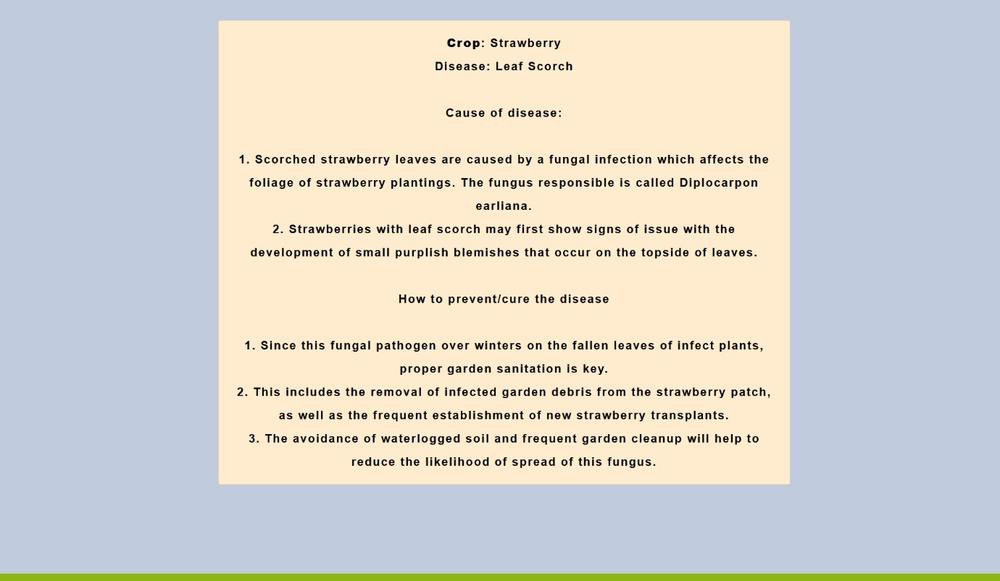 Crop: Strawberry
Disease: Leaf Scorch
Cause of disease:
1. Scorched strawberry leaves are caused by a fungal infection which affects the
foliage of strawberry plantings. The fungus responsible is called Diplocarpon
earliana.
2. Strawberries with leaf scorch may first show signs of issue with the
development of small purplish blemishes that occur on the topside of leaves.
How to prevent/cure the disease
1. Since this fungal pathogen over winters on the fallen leaves of infect plants,
proper garden sanitation is key.
2. This includes the removal of infected garden debris from the strawberry patch,
as well as the frequent establishment of new strawberry transplants.
3. The avoidance of waterlogged soil and frequent garden cleanup will help to
reduce the likelihood of spread of this fungus.